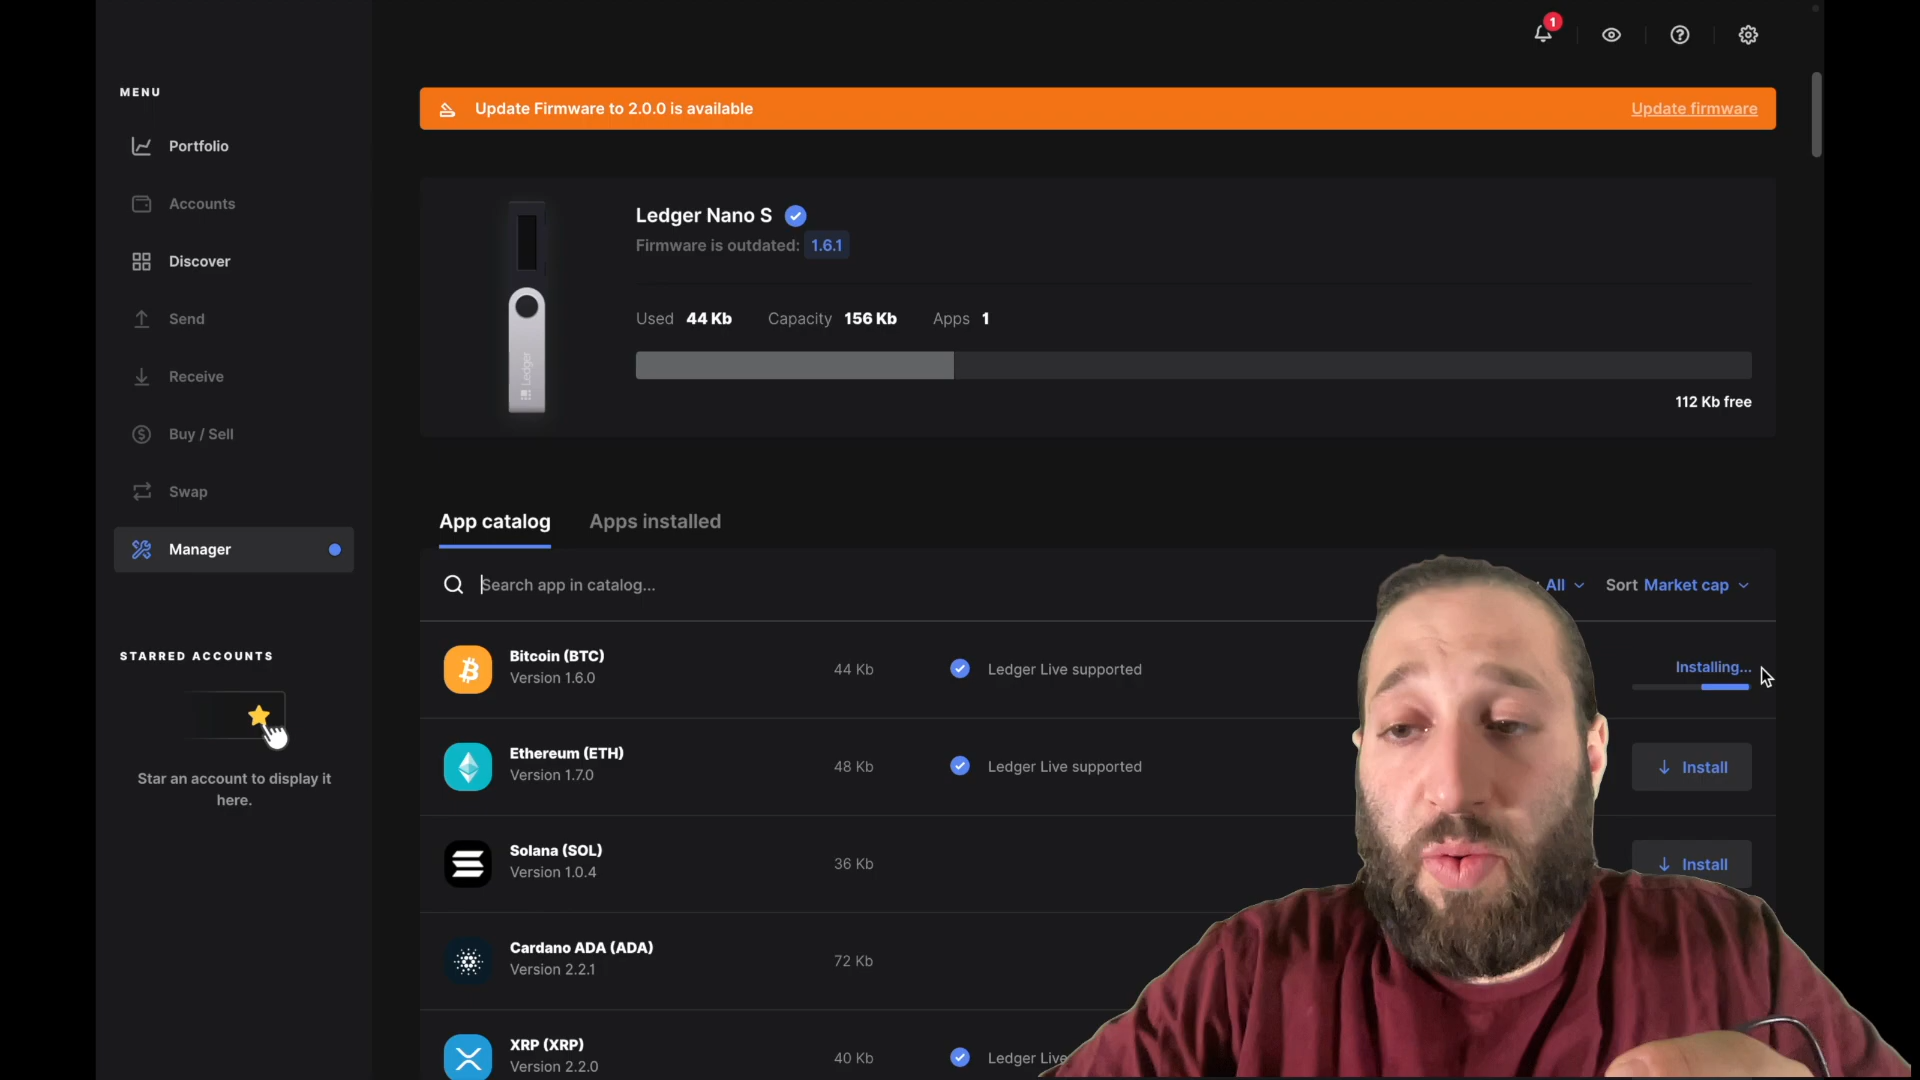 1
MENU
Update Firmware to 2.0.0 is available
Update firmware
Portfolio
Accounts
Discover
Send
Receive
Buy / Sell
Swap
Manager
STARRED ACCOUNTS
Star an account to display it
here.
Ledger Nano S
Firmware is outdated: 1.6.1
Used 44 Kb Capacity 156 Kb Apps 1
Ledger
112 Kb free
App catalog Apps installed
Search app in catalog...
All Sort Market cap
Bitcoin (BTC)
Version 1.6.0
44 Kb
Ledger Live supported
Installing...
Ethereum (ETH)
Version 1.7.0
48 Kb
Ledger Live supported
Install
Solana (SOL)
Version 1.0.4
36 Kb
Install
Cardano ADA (ADA)
Version 2.2.1
72 Kb
XRP (XRP)
Version 2.2.0
40 Kb
Ledger Live